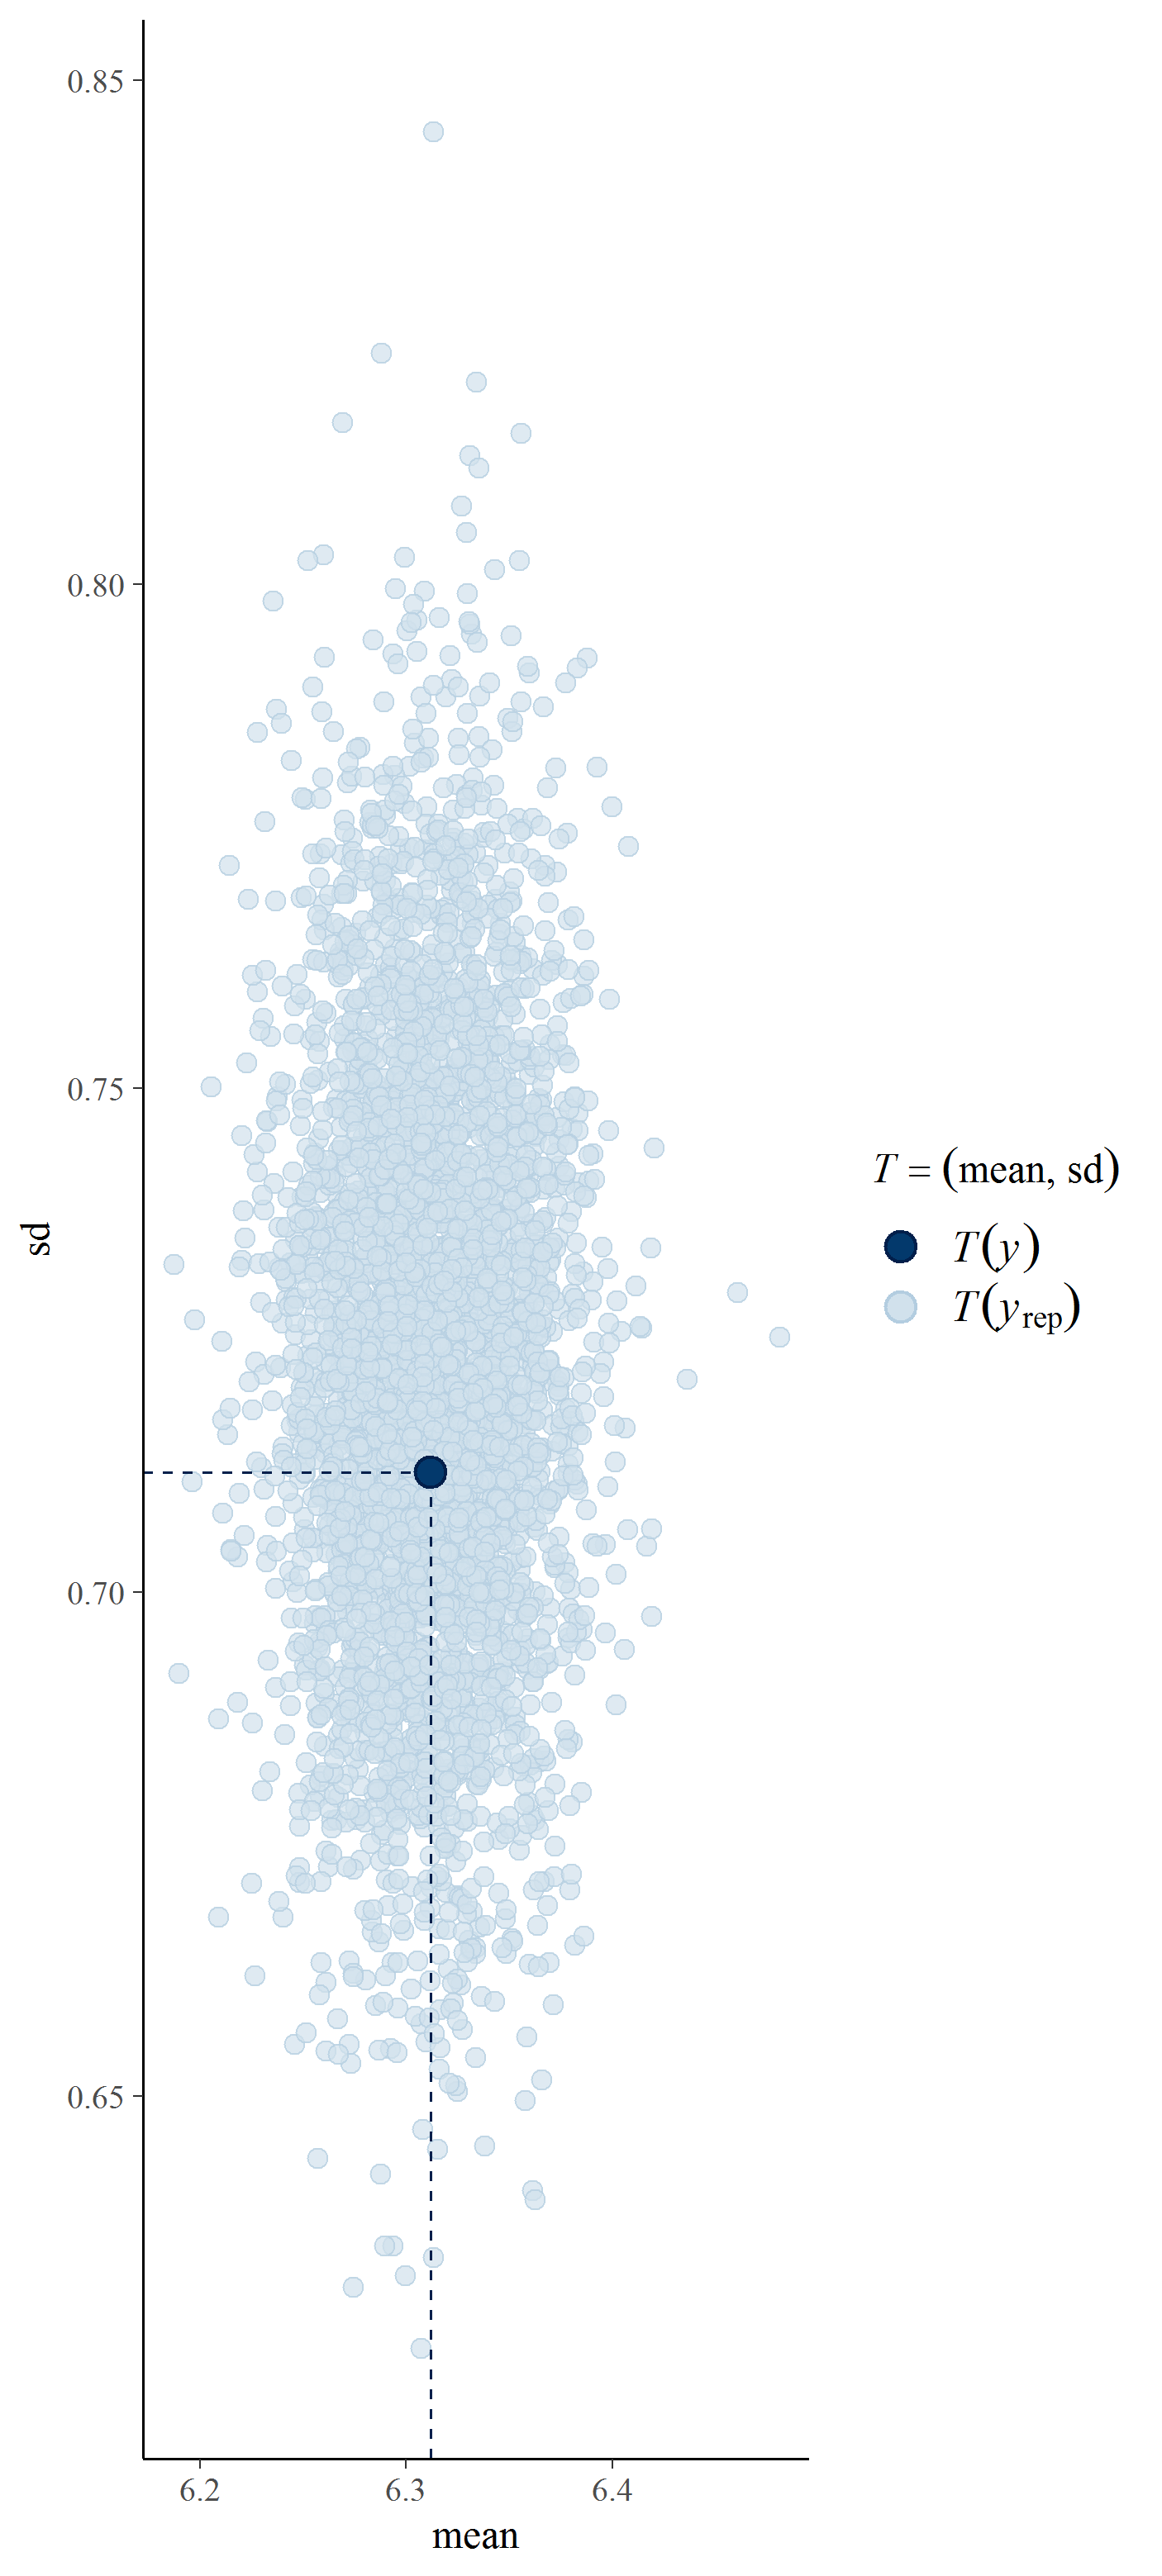 0.85
0.80
0.75
0.70
0.65
sd
6.2 6.3 6.4
mean
T = (mean, sd)
T(y)
T(yrep)